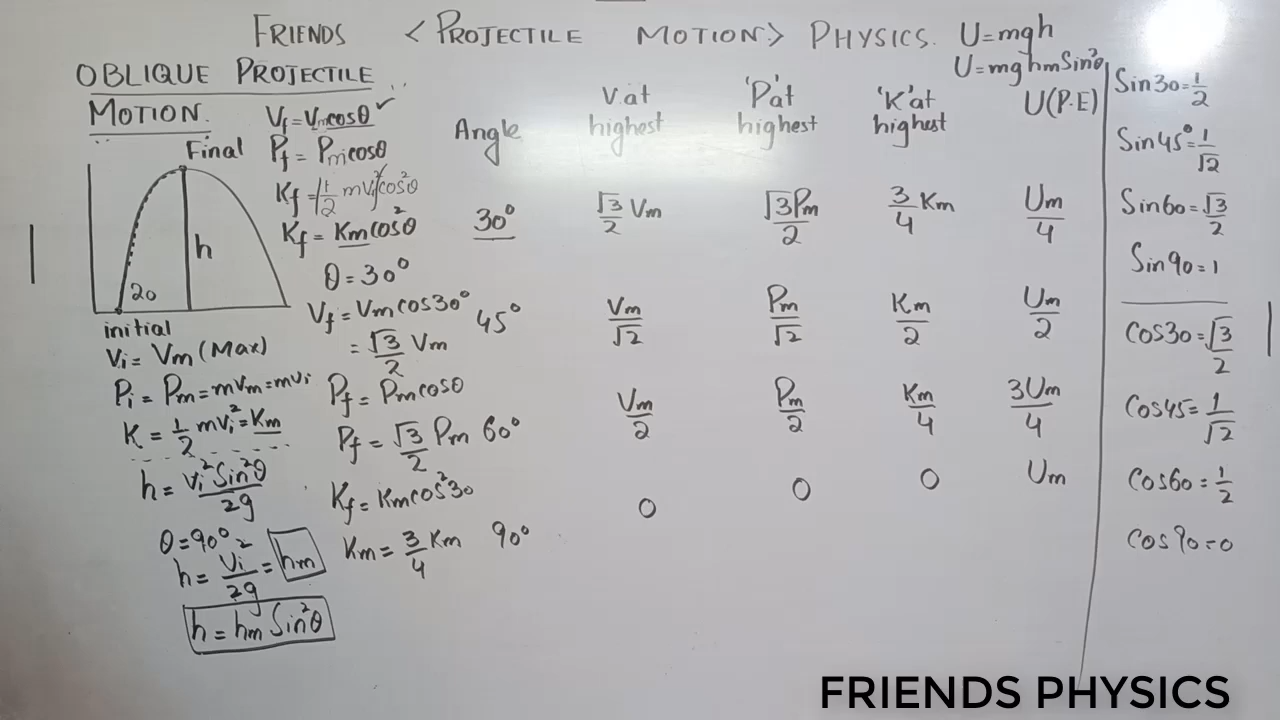 FRIENDS < PROJECTILE MOTION > PHYSICS. U=mgh
U=mghmSin²θ
OBLIQUE PROJECTILE
MOTION.
Final
h
20
initial
Vi = Vm (Max)
Pi = Pm = mVm = mVi
K = 1/2 mVi² = Km
h = Vi²Sin²θ/2g
θ=90°
h = Vi²/2g = hm
h = hm Sin²θ
Vf = Vmcosθ ✓
Pf = Pmcosθ
Kf = 1/2 mVi²cos²θ
Kf = Kmcos²θ
θ = 30°
Vf = Vmcos30°
= √3/2 Vm
Pf = Pmcosθ
Pf = √3/2 Pm
Kf = Kmcos²30
Km = 3/4 Km
Angle V.at highest 'P'at highest 'K'at highest U(P.E)
30° √3/2 Vm √3Pm/2 3/4 Km Um/4
45° Vm/√2 Pm/√2 Km/2 Um/2
60° Vm/2 Pm/2 Km/4 3Um/4
90° 0 0 0 Um
Sin30=1/2
Sin45°=1/√2
Sin60=√3/2
Sin90=1
Cos30=√3/2
Cos45=1/√2
Cos60=1/2
Cos90=0
FRIENDS PHYSICS